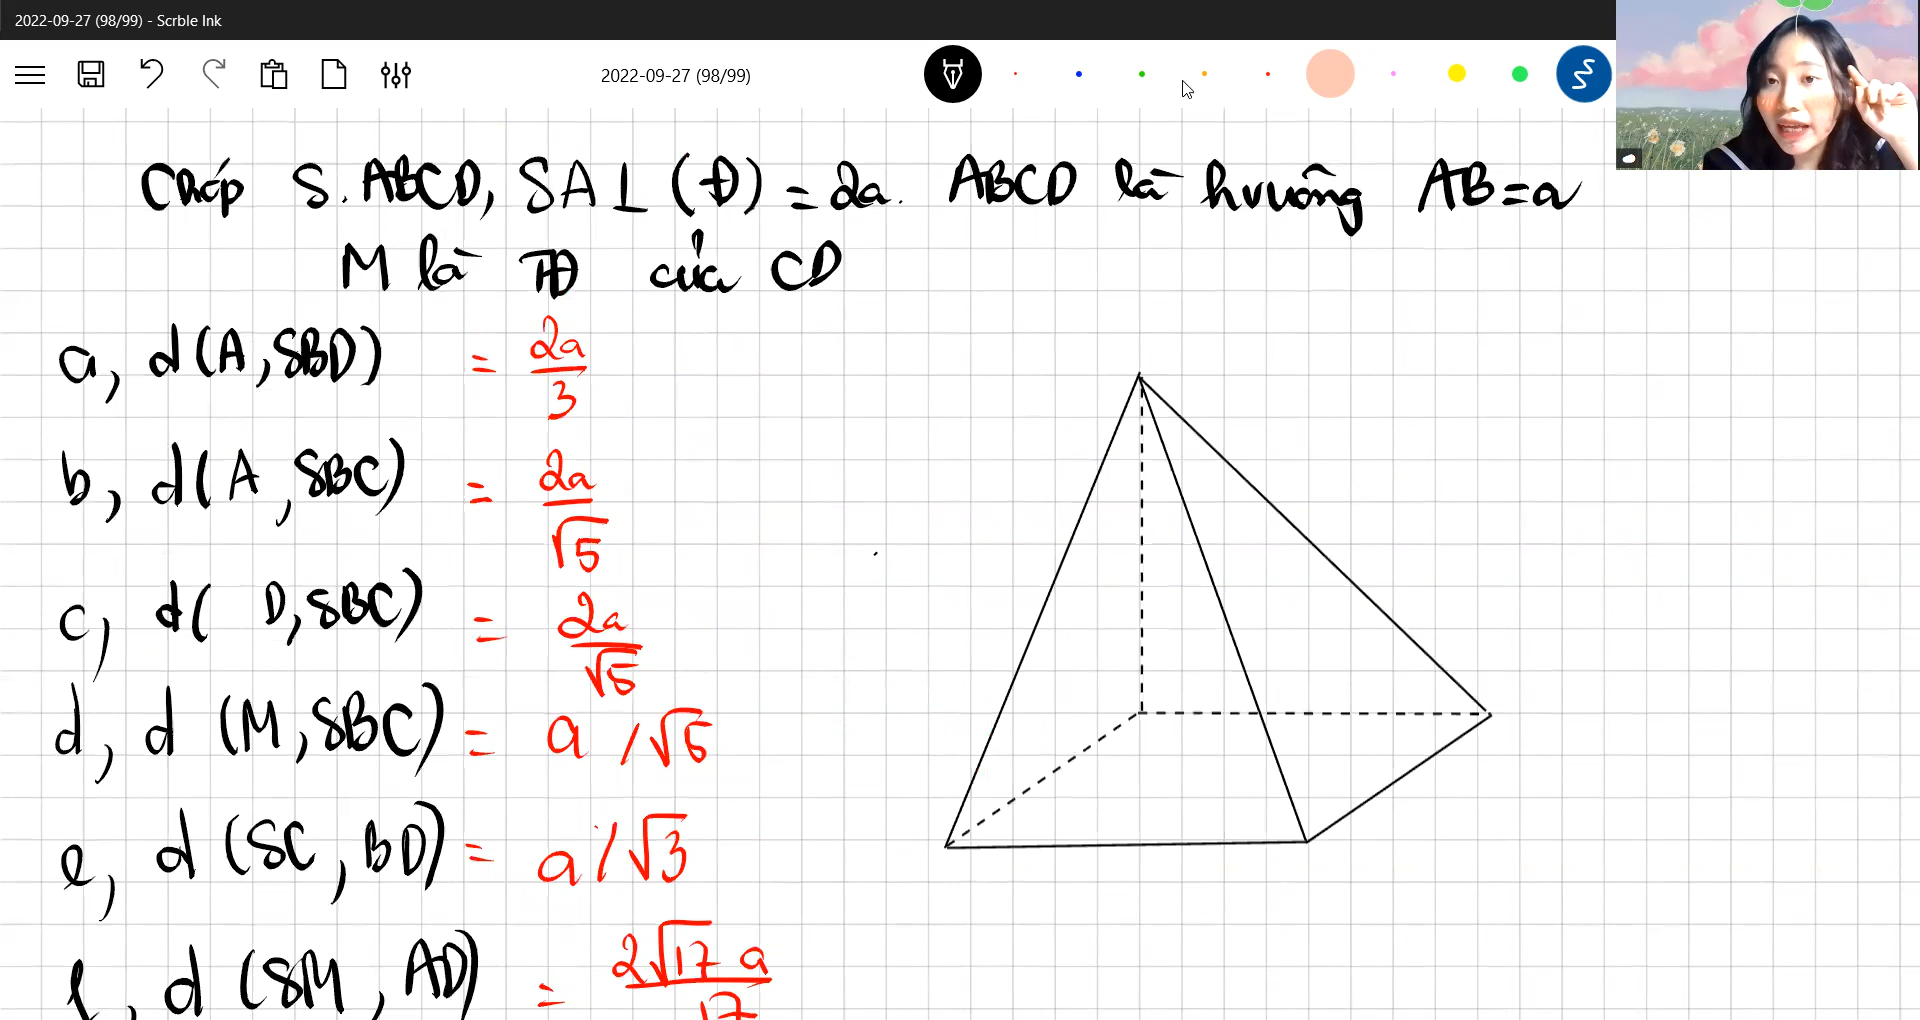 2022-09-27 (98/99) - Scrble Ink
2022-09-27 (98/99)
Chóp S.ABCD, SA⊥(Đ) = 2a. ABCD là hvuông AB=a
M là TĐ của CD
a, d(A,SBD) = 2a/3
b, d(A,SBC) = 2a/√5
c, d( D,SBC) = 2a/√5
d, d (M,SBC) = a/√5
e, d (SC,BD) = a/√3
f, d (SM,AD) = 2√17 a/17